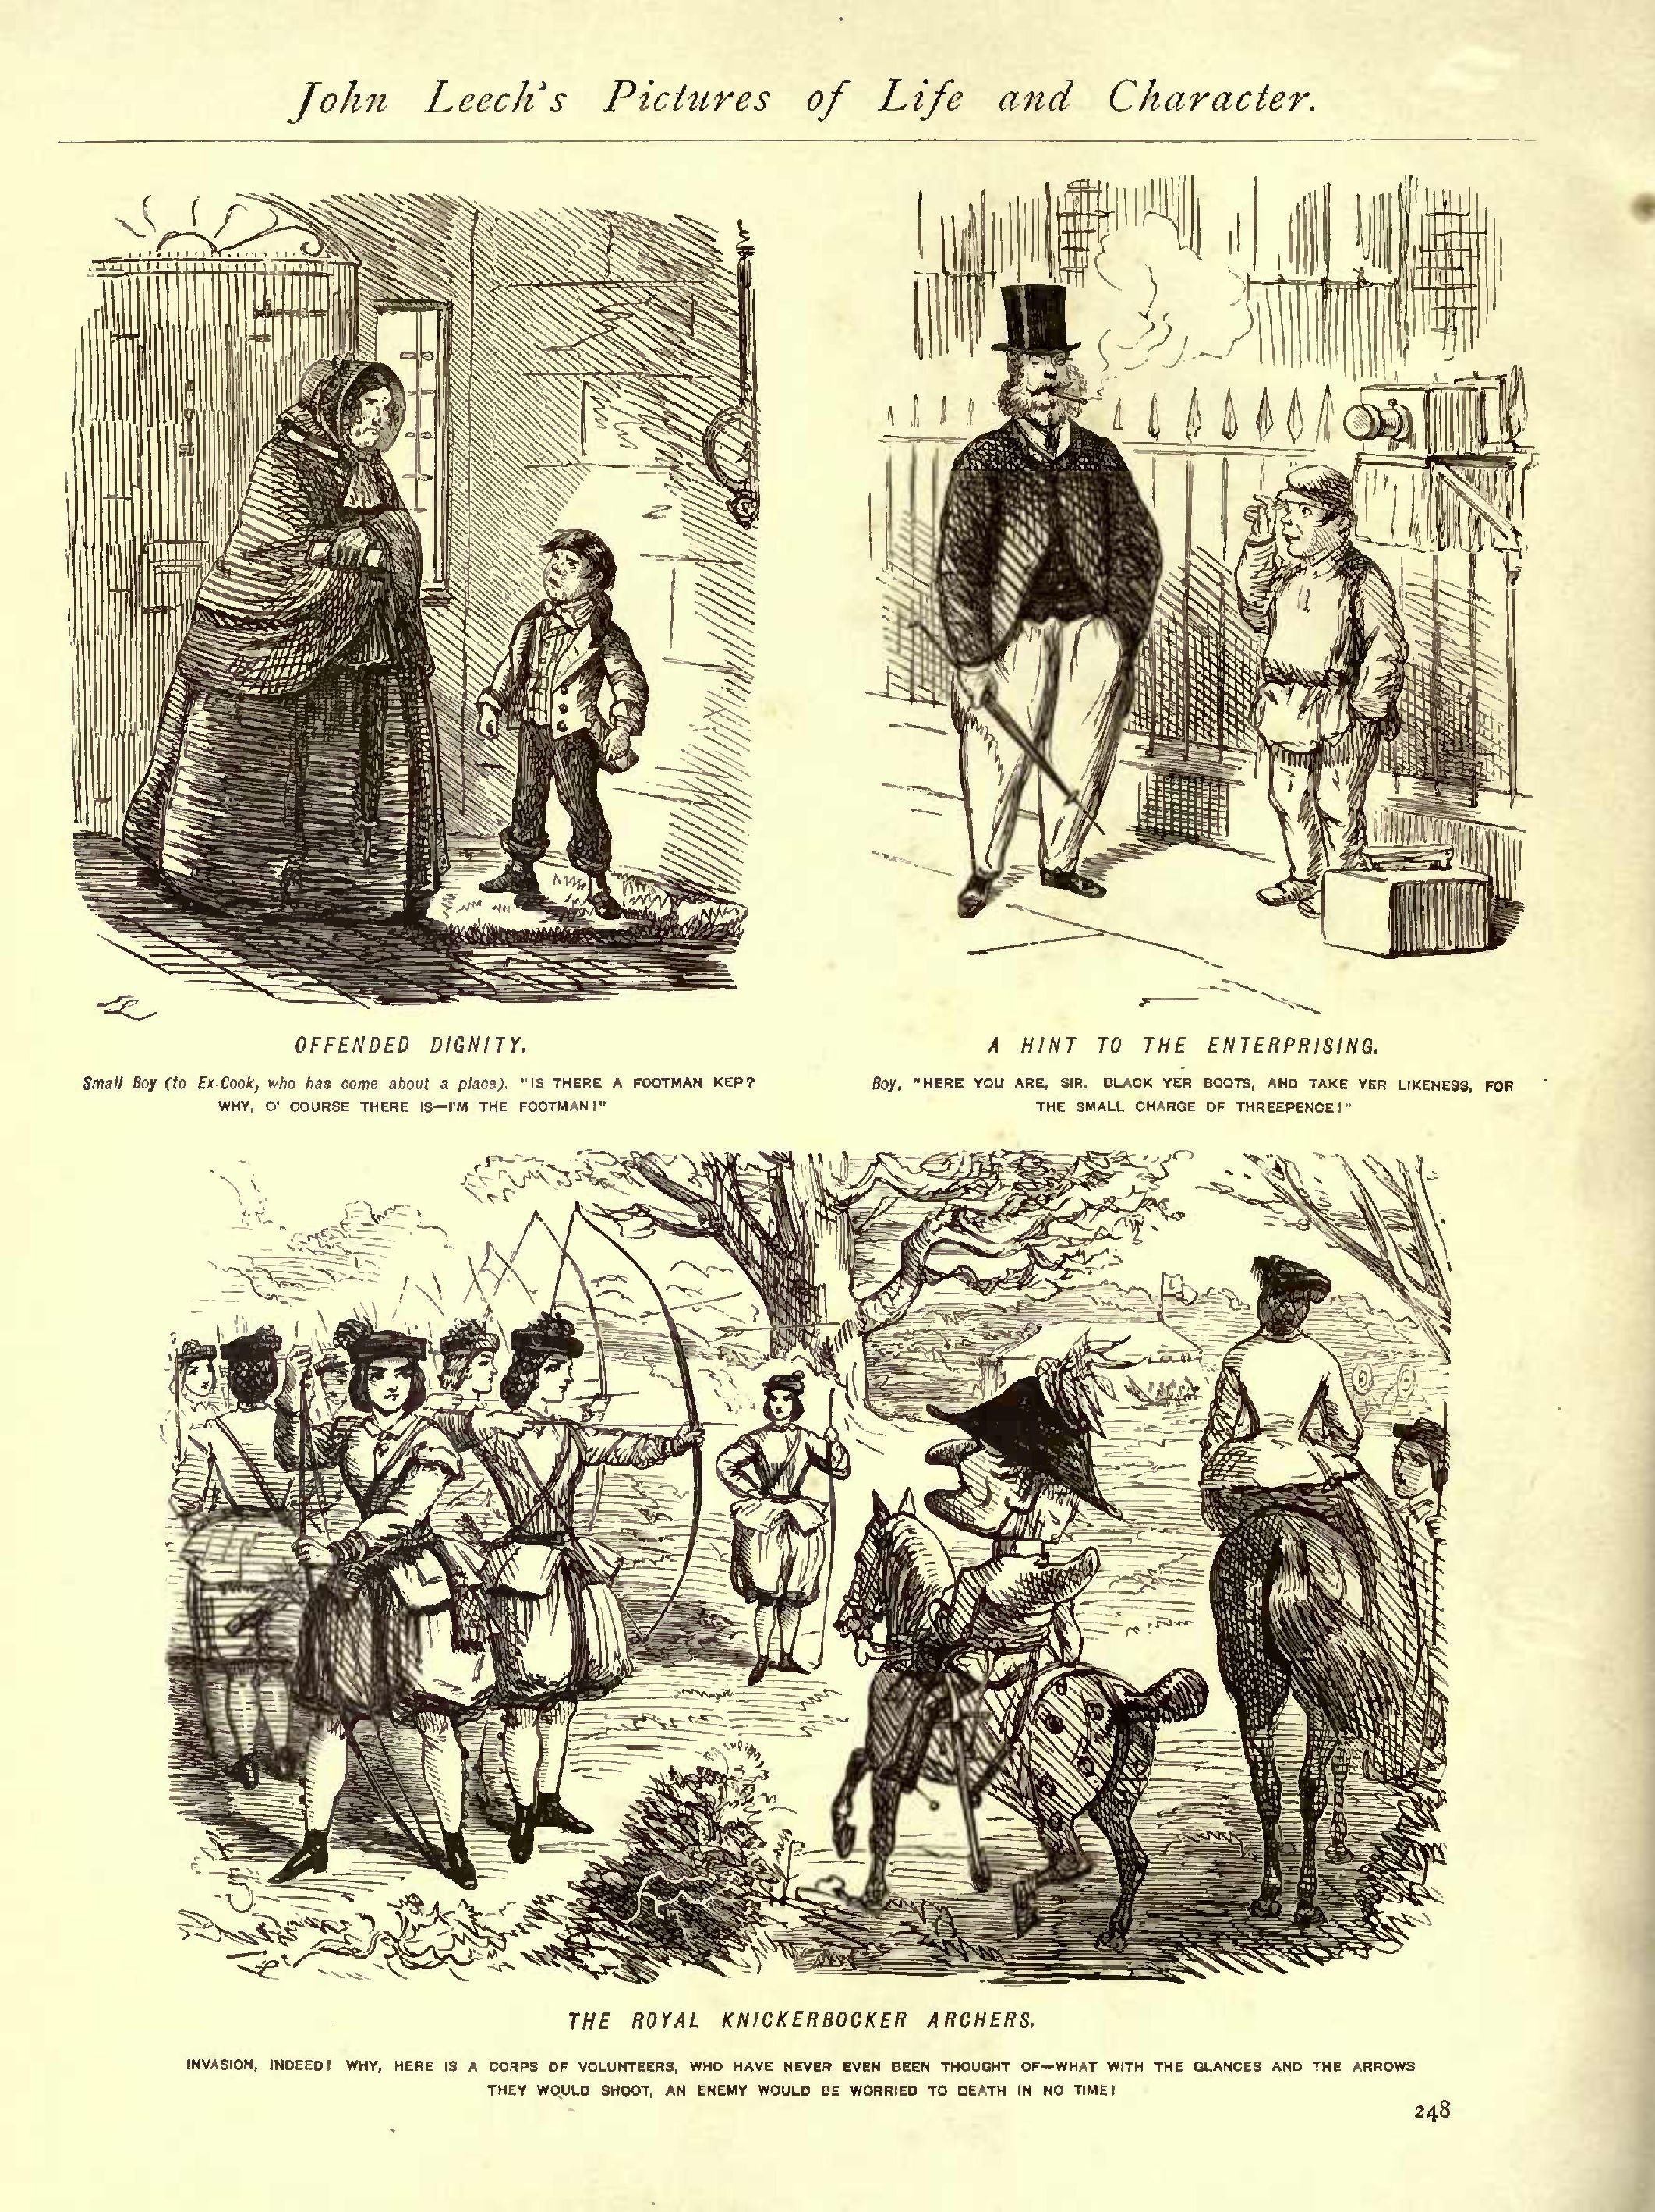 John Leech's Pictures of Life and Character.
OFFENDED DIGNITY.
Small Boy (to Ex-Cook, who has come about a place). "IS THERE A FOOTMAN KEP?
WHY, O' COURSE THERE IS—I'M THE FOOTMAN!"
A HINT TO THE ENTERPRISING.
Boy, "HERE YOU ARE, SIR. BLACK YER BOOTS, AND TAKE YER LIKENESS, FOR
THE SMALL CHARGE OF THREEPENCE!"
THE ROYAL KNICKERBOCKER ARCHERS.
INVASION, INDEED! WHY, HERE IS A CORPS OF VOLUNTEERS, WHO HAVE NEVER EVEN BEEN THOUGHT OF—WHAT WITH THE GLANCES AND THE ARROWS
THEY WOULD SHOOT, AN ENEMY WOULD BE WORRIED TO DEATH IN NO TIME!
248